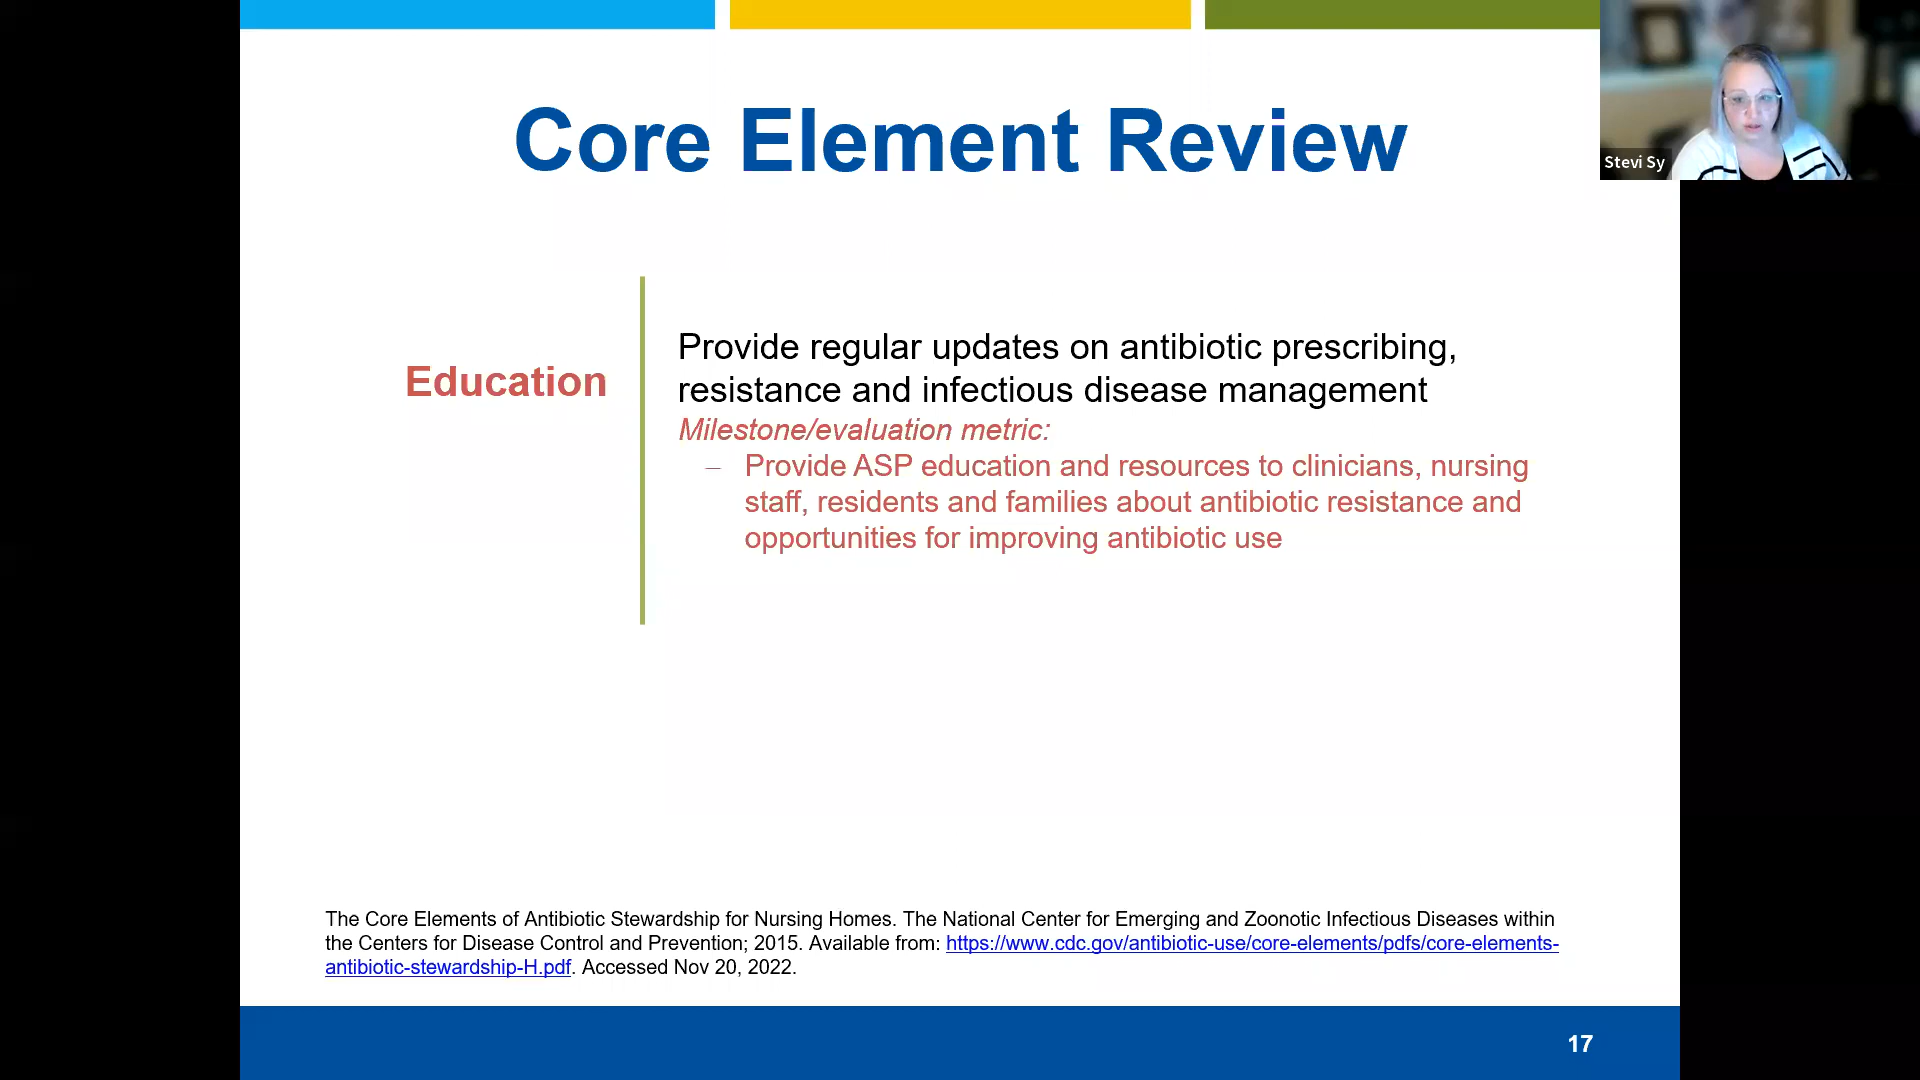 Core Element Review
Stevi Sy
Education
Provide regular updates on antibiotic prescribing,
resistance and infectious disease management
Milestone/evaluation metric:
– Provide ASP education and resources to clinicians, nursing
staff, residents and families about antibiotic resistance and
opportunities for improving antibiotic use
The Core Elements of Antibiotic Stewardship for Nursing Homes. The National Center for Emerging and Zoonotic Infectious Diseases within
the Centers for Disease Control and Prevention; 2015. Available from: https://www.cdc.gov/antibiotic-use/core-elements/pdfs/core-elements-
antibiotic-stewardship-H.pdf. Accessed Nov 20, 2022.
17